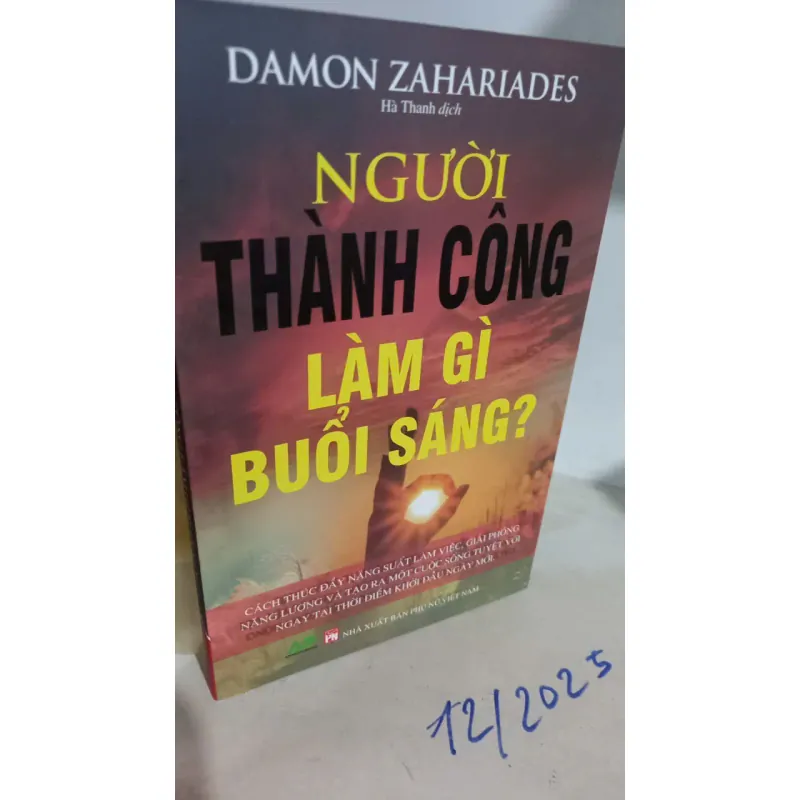 DAMON ZAHARIADES
Hà Thanh dịch
NGƯỜI
THÀNH CÔNG
LÀM GÌ
BUỔI SÁNG?
CÁCH THÚC ĐẨY NĂNG SUẤT LÀM VIỆC, GIẢI PHÓNG
NĂNG LƯỢNG VÀ TẠO RA MỘT CUỘC SỐNG TUYỆT VỜI
NGAY TẠI THỜI ĐIỂM KHỞI ĐẦU NGÀY MỚI.
PN NHÀ XUẤT BẢN PHỤ NỮ VIỆT NAM
12/2025